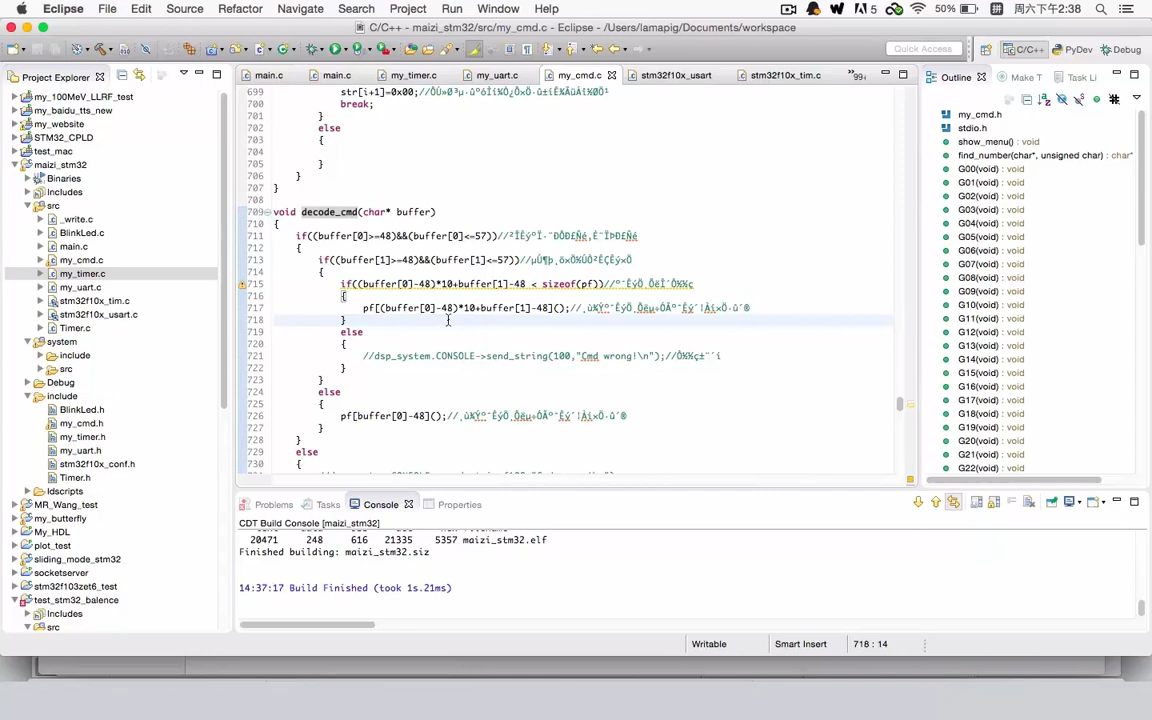 Eclipse File Edit Source Refactor Navigate Search Project Run Window Help
5 50% 拼 周六下午2:38
C/C++ - maizi_stm32/src/my_cmd.c - Eclipse - /Users/lamapig/Documents/workspace
Quick Access C/C++ PyDev Debug
Project Explorer
my_100MeV_LLRF_test
my_baidu_tts_new
my_website
STM32_CPLD
test_mac
maizi_stm32
Binaries
Includes
src
_write.c
BlinkLed.c
main.c
my_cmd.c
my_timer.c
my_uart.c
stm32f10x_tim.c
stm32f10x_usart.c
Timer.c
system
include
src
Debug
include
BlinkLed.h
my_cmd.h
my_timer.h
my_uart.h
stm32f10x_conf.h
Timer.h
ldscripts
MR_Wang_test
my_butterfly
My_HDL
plot_test
sliding_mode_stm32
socketserver
stm32f103zet6_test
test_stm32_balence
Includes
src
main.c main.c my_timer.c my_uart.c my_cmd.c stm32f10x_usart stm32f10x_tim.c 99+
699 str[i+1]=0x00;
700 break;
701 }
702 else
703 {
704
705 }
706 }
707 }
708
709 void decode_cmd(char* buffer)
710 {
711 if((buffer[0]>=48)&&(buffer[0]<=57))
712 {
713 if((buffer[1]>=48)&&(buffer[1]<=57))
714 {
715 if((buffer[0]-48)*10+buffer[1]-48 < sizeof(pf))
716 {
717 pf[(buffer[0]-48)*10+buffer[1]-48]();
718 }
719 else
720 {
721 //dsp_system.CONSOLE->send_string(100,"Cmd wrong!\n");
722 }
723 }
724 else
725 {
726 pf[buffer[0]-48]();
727 }
728 }
729 else
730 {
Outline Make T Task Li
my_cmd.h
stdio.h
show_menu() : void
find_number(char*, unsigned char) : char*
G00(void) : void
G01(void) : void
G02(void) : void
G03(void) : void
G04(void) : void
G05(void) : void
G06(void) : void
G07(void) : void
G08(void) : void
G09(void) : void
G10(void) : void
G11(void) : void
G12(void) : void
G13(void) : void
G14(void) : void
G15(void) : void
G16(void) : void
G17(void) : void
G18(void) : void
G19(void) : void
G20(void) : void
G21(void) : void
G22(void) : void
Problems Tasks Console Properties
CDT Build Console [maizi_stm32]
20471 248 616 21335 5357 maizi_stm32.elf
Finished building: maizi_stm32.siz
14:37:17 Build Finished (took 1s.21ms)
Writable Smart Insert 718 : 14